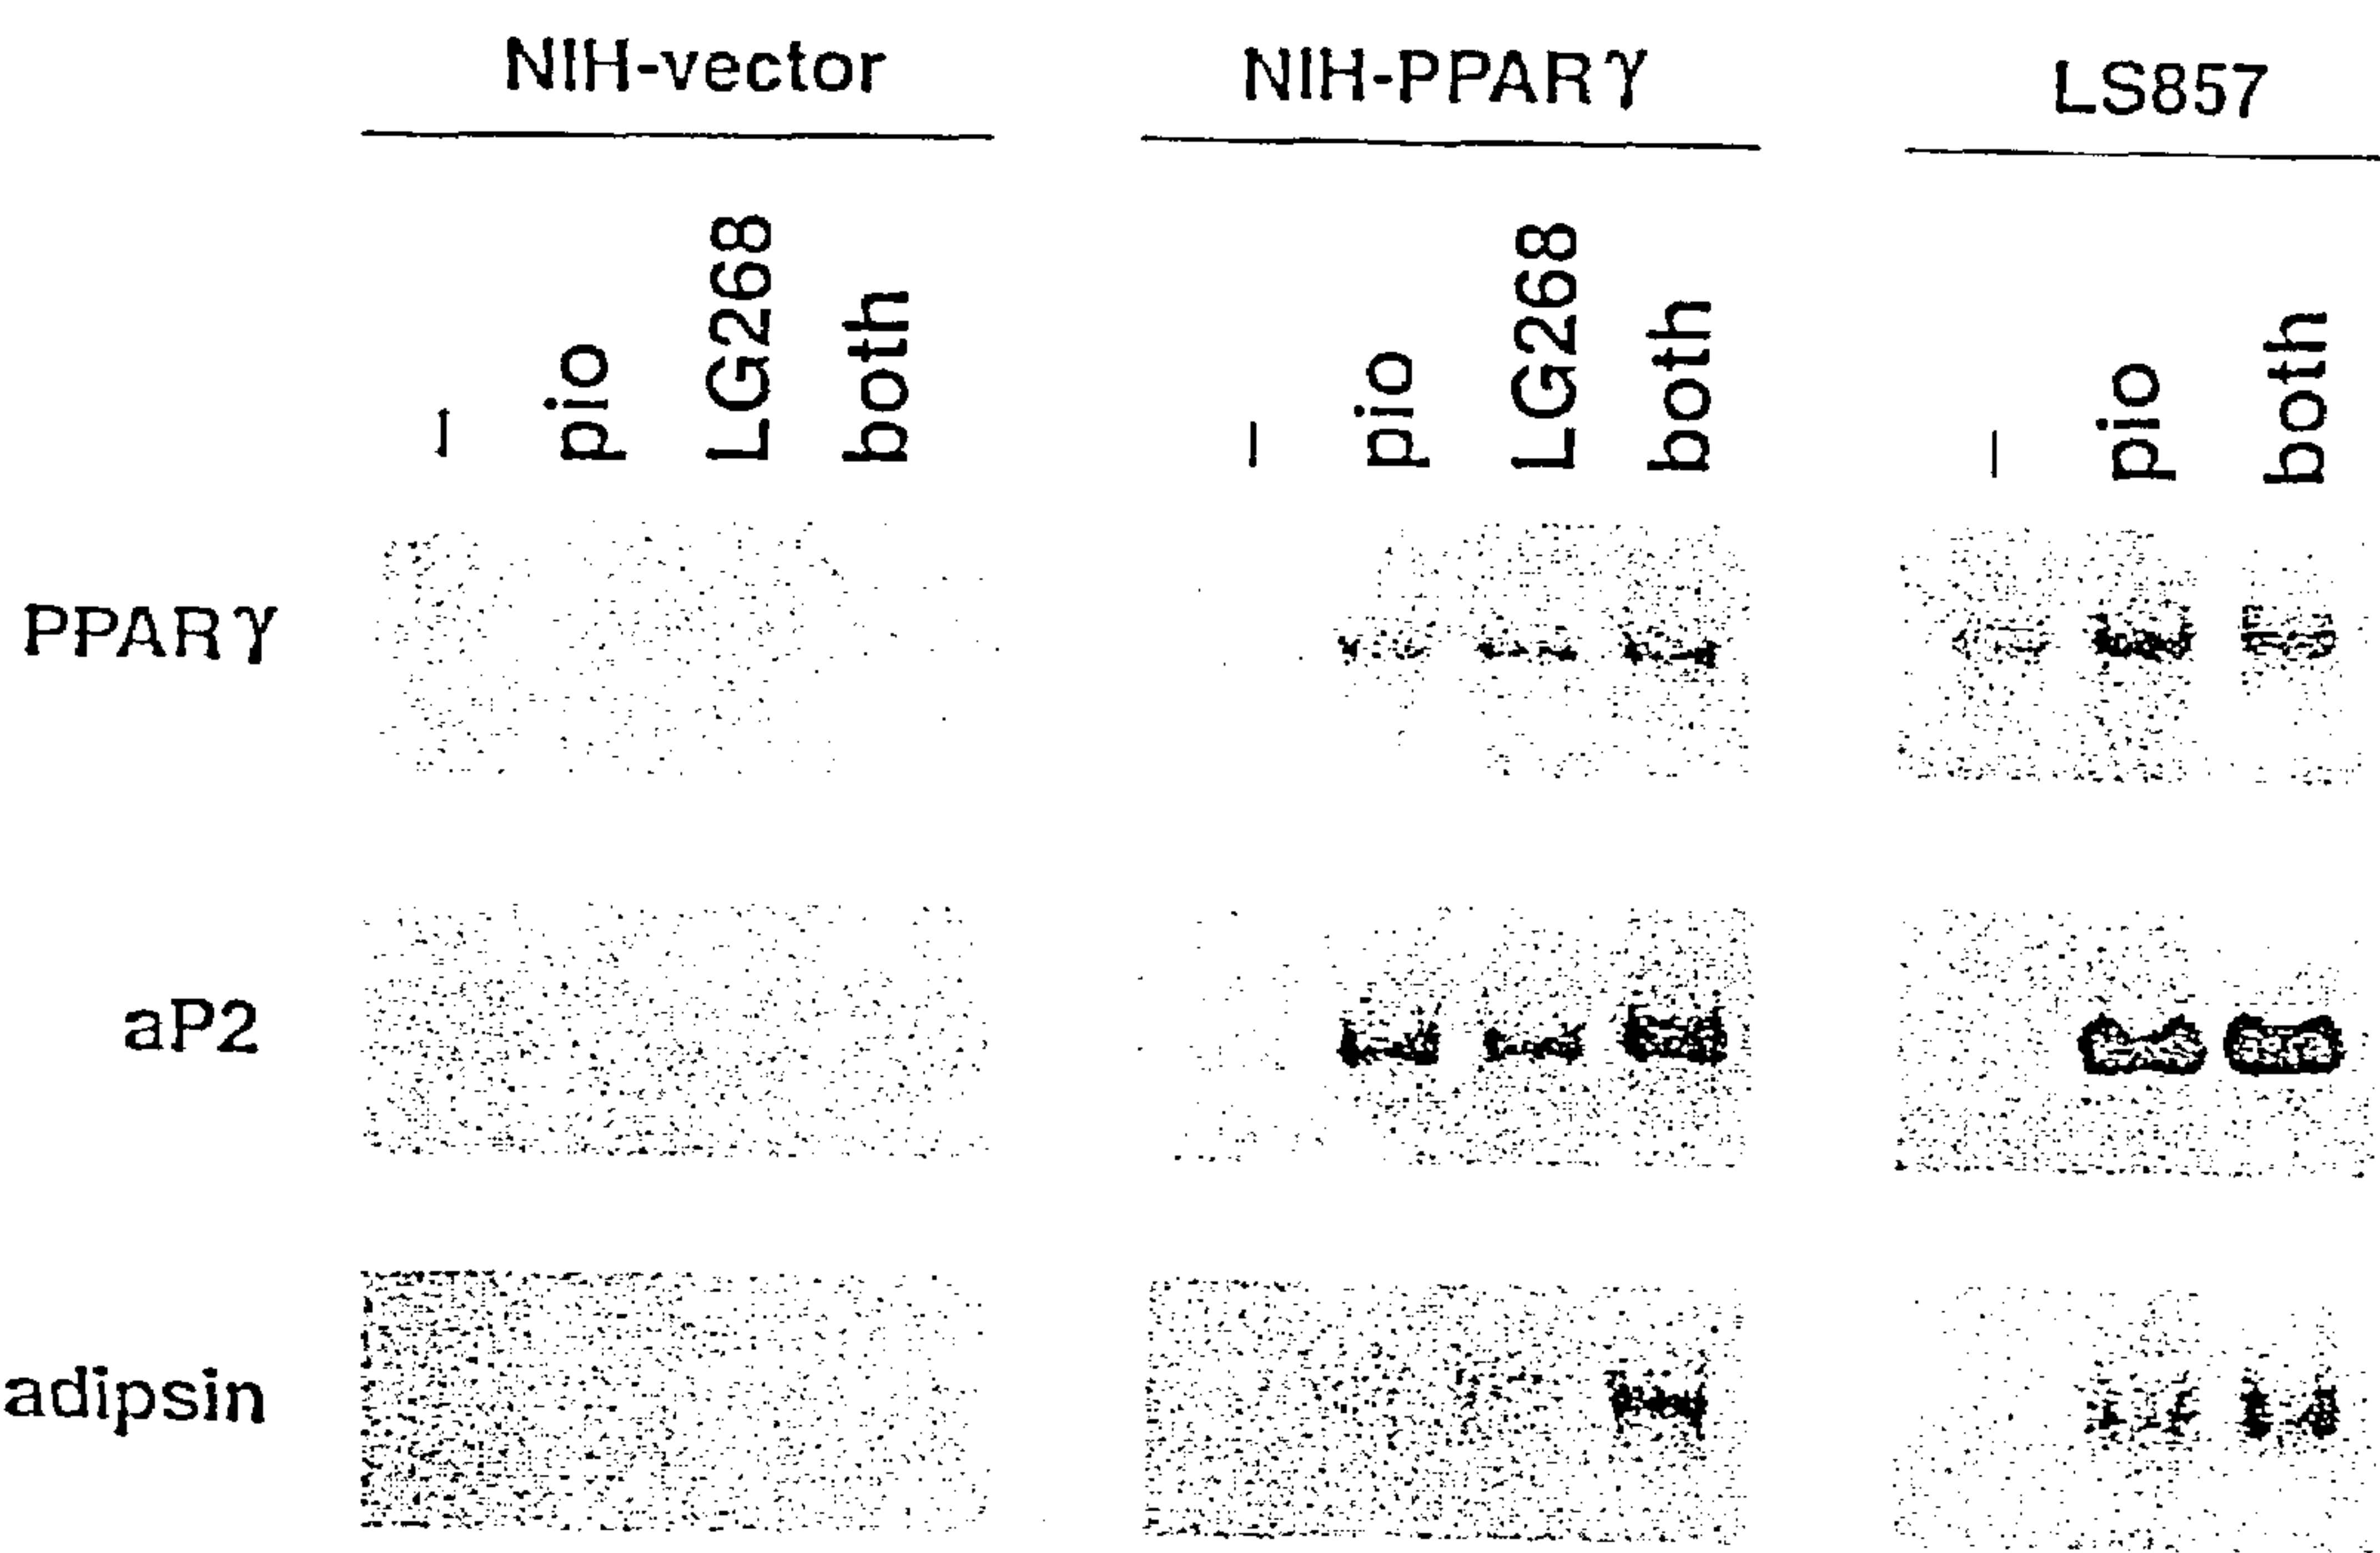 NIH-vector NIH-PPARγ LS857
– pio LG268 both – pio LG268 both – pio both
PPARγ
aP2
adipsin